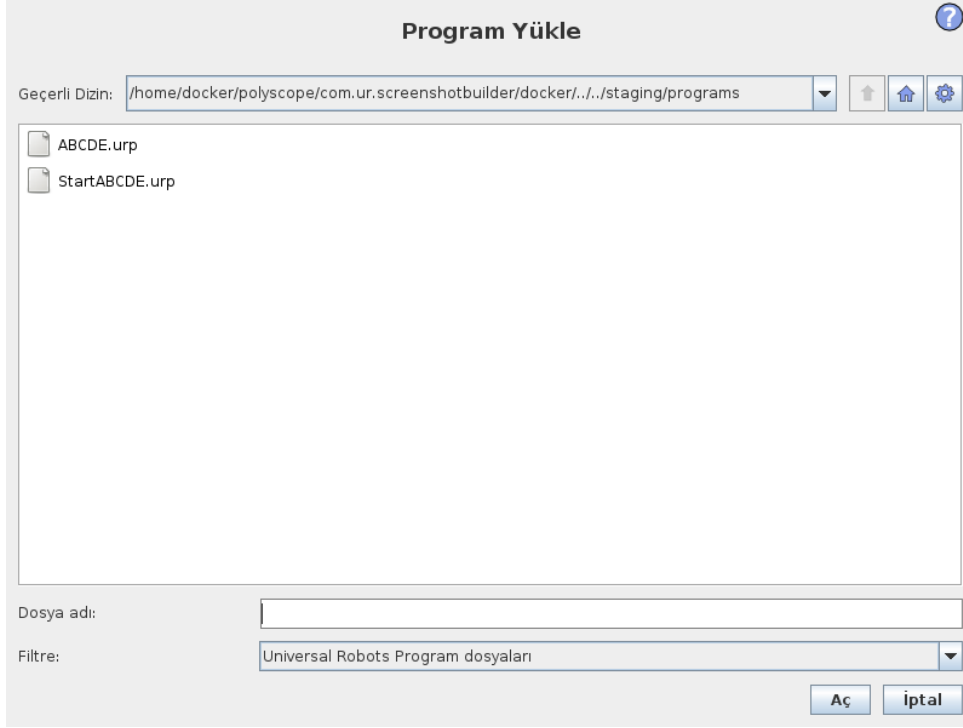 ?
Program Yükle
Geçerli Dizin: /home/docker/polyscope/com.ur.screenshotbuilder/docker/../../staging/programs
ABCDE.urp
StartABCDE.urp
Dosya adı:
Filtre: Universal Robots Program dosyaları
Aç İptal